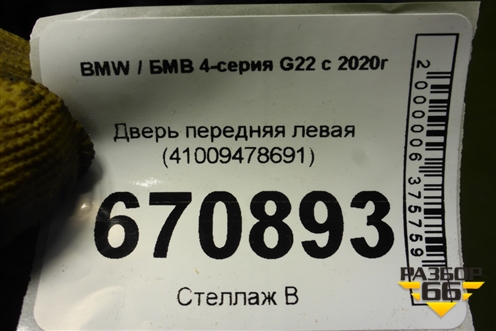 BMW / БМВ 4-серия G22 с 2020г
Дверь передняя левая
(41009478691)
670893
Стеллаж В
2000006375759
РАЗБОР
66